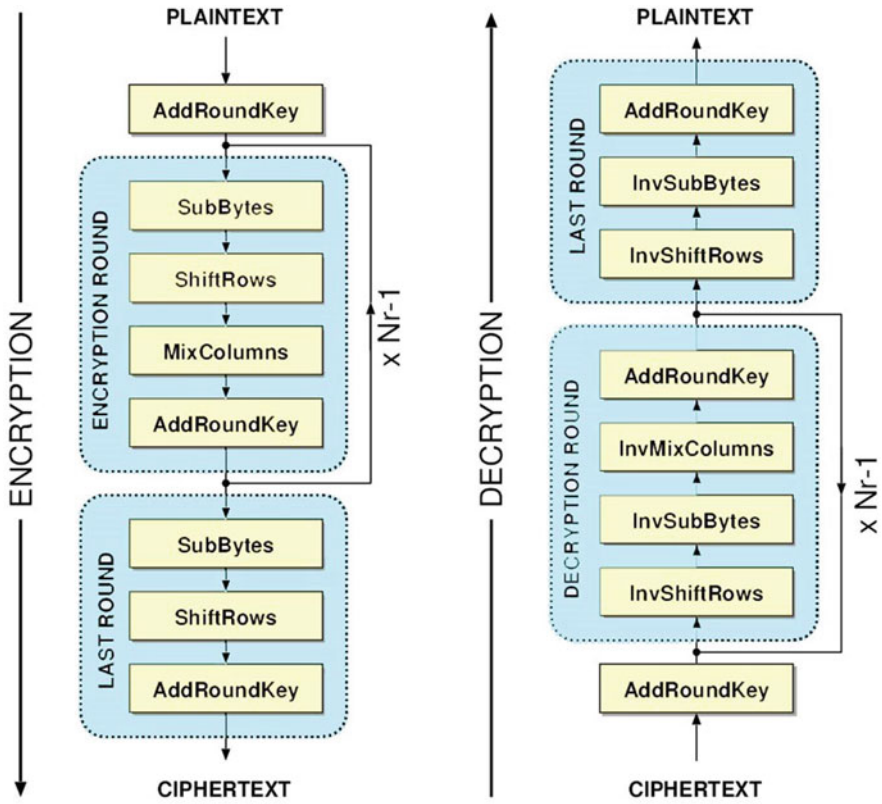 PLAINTEXT
AddRoundKey
SubBytes
ShiftRows
MixColumns
AddRoundKey
ENCRYPTION ROUND
x Nr-1
SubBytes
ShiftRows
AddRoundKey
LAST ROUND
CIPHERTEXT
ENCRYPTION
PLAINTEXT
AddRoundKey
InvSubBytes
InvShiftRows
LAST ROUND
AddRoundKey
InvMixColumns
InvSubBytes
InvShiftRows
DECRYPTION ROUND
x Nr-1
AddRoundKey
CIPHERTEXT
DECRYPTION